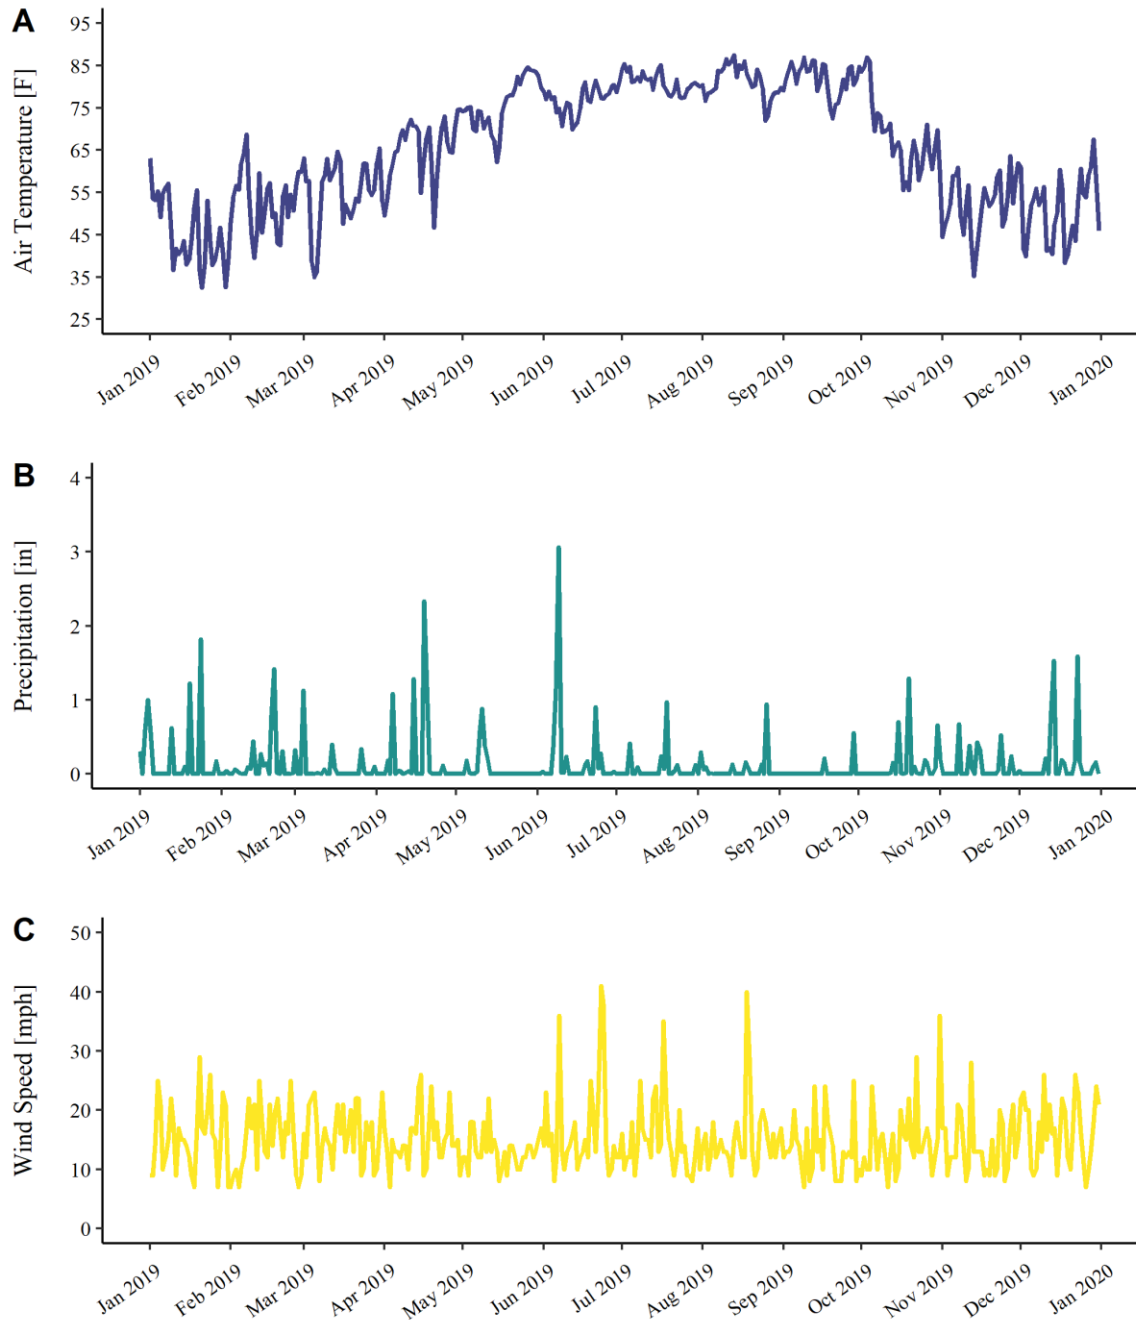 A
Air Temperature [F]
95
85
75
65
55
45
35
25
Jan 2019
Feb 2019
Mar 2019
Apr 2019
May 2019
Jun 2019
Jul 2019
Aug 2019
Sep 2019
Oct 2019
Nov 2019
Dec 2019
Jan 2020
B
Precipitation [in]
4
3
2
1
0
Jan 2019
Feb 2019
Mar 2019
Apr 2019
May 2019
Jun 2019
Jul 2019
Aug 2019
Sep 2019
Oct 2019
Nov 2019
Dec 2019
Jan 2020
C
Wind Speed [mph]
50
40
30
20
10
0
Jan 2019
Feb 2019
Mar 2019
Apr 2019
May 2019
Jun 2019
Jul 2019
Aug 2019
Sep 2019
Oct 2019
Nov 2019
Dec 2019
Jan 2020